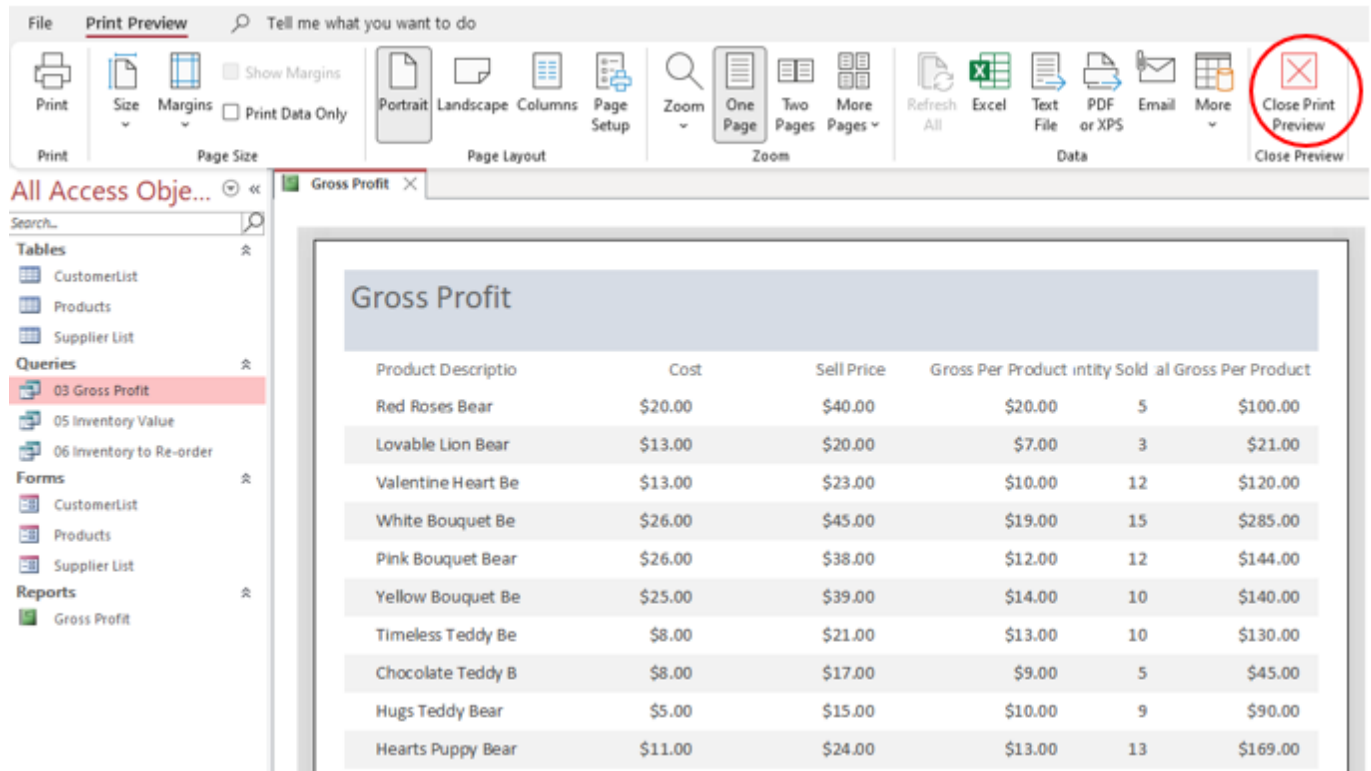 File Print Preview Tell me what you want to do
Print Size Margins Show Margins Print Data Only Portrait Landscape Columns Page Setup Zoom One Page Two Pages More Pages Refresh All Excel Text File PDF or XPS Email More Close Print Preview
Print Page Size Page Layout Zoom Data Close Preview
All Access Obje... «
Search...
Tables
CustomerList
Products
Supplier List
Queries
03 Gross Profit
05 Inventory Value
06 Inventory to Re-order
Forms
CustomerList
Products
Supplier List
Reports
Gross Profit
Gross Profit
Gross Profit
Product Descriptio Cost Sell Price Gross Per Product ntity Sold al Gross Per Product
Red Roses Bear $20.00 $40.00 $20.00 5 $100.00
Lovable Lion Bear $13.00 $20.00 $7.00 3 $21.00
Valentine Heart Be $13.00 $23.00 $10.00 12 $120.00
White Bouquet Be $26.00 $45.00 $19.00 15 $285.00
Pink Bouquet Bear $26.00 $38.00 $12.00 12 $144.00
Yellow Bouquet Be $25.00 $39.00 $14.00 10 $140.00
Timeless Teddy Be $8.00 $21.00 $13.00 10 $130.00
Chocolate Teddy B $8.00 $17.00 $9.00 5 $45.00
Hugs Teddy Bear $5.00 $15.00 $10.00 9 $90.00
Hearts Puppy Bear $11.00 $24.00 $13.00 13 $169.00